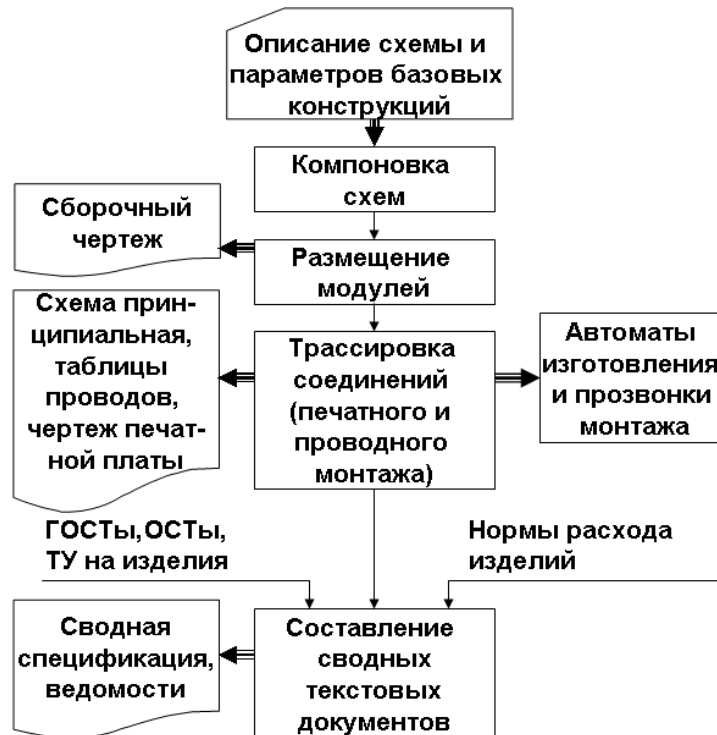 Описание схемы и
параметров базовых
конструкций
Компоновка
схем
Сборочный
чертеж
Размещение
модулей
Схема прин-
ципиальная,
таблицы
проводов,
чертеж печат-
ной платы
Трассировка
соединений
(печатного и
проводного
монтажа)
Автоматы
изготовления
и прозвонки
монтажа
ГОСТы,ОСТы,
ТУ на изделия
Нормы расхода
изделий
Сводная
спецификация,
ведомости
Составление
сводных
текстовых
документов